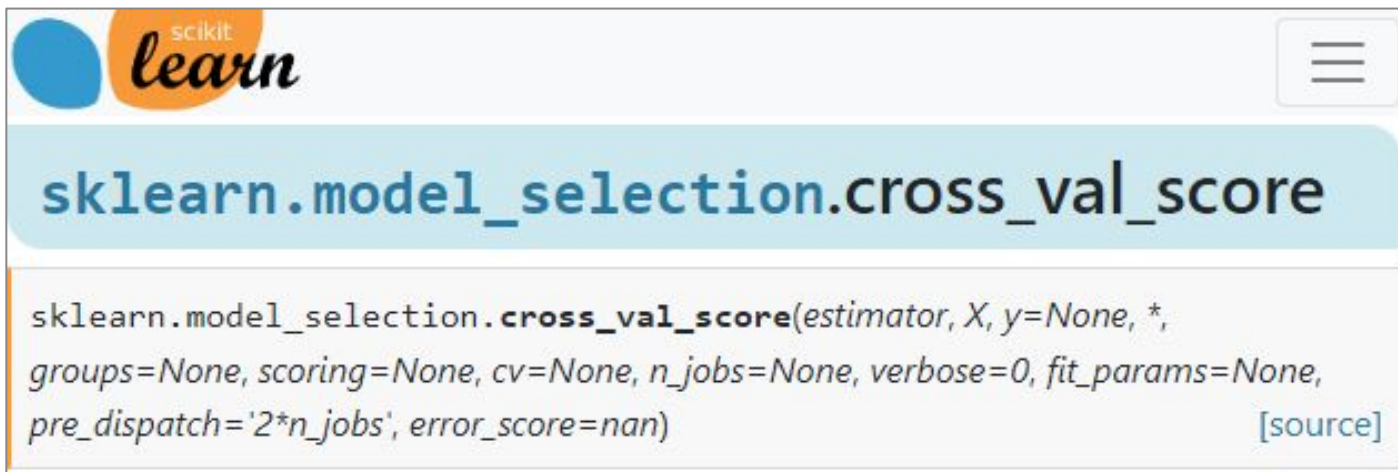 scikit
learn
sklearn.model_selection.cross_val_score
sklearn.model_selection.cross_val_score(estimator, X, y=None, *,
groups=None, scoring=None, cv=None, n_jobs=None, verbose=0, fit_params=None,
pre_dispatch='2*n_jobs', error_score=nan) [source]